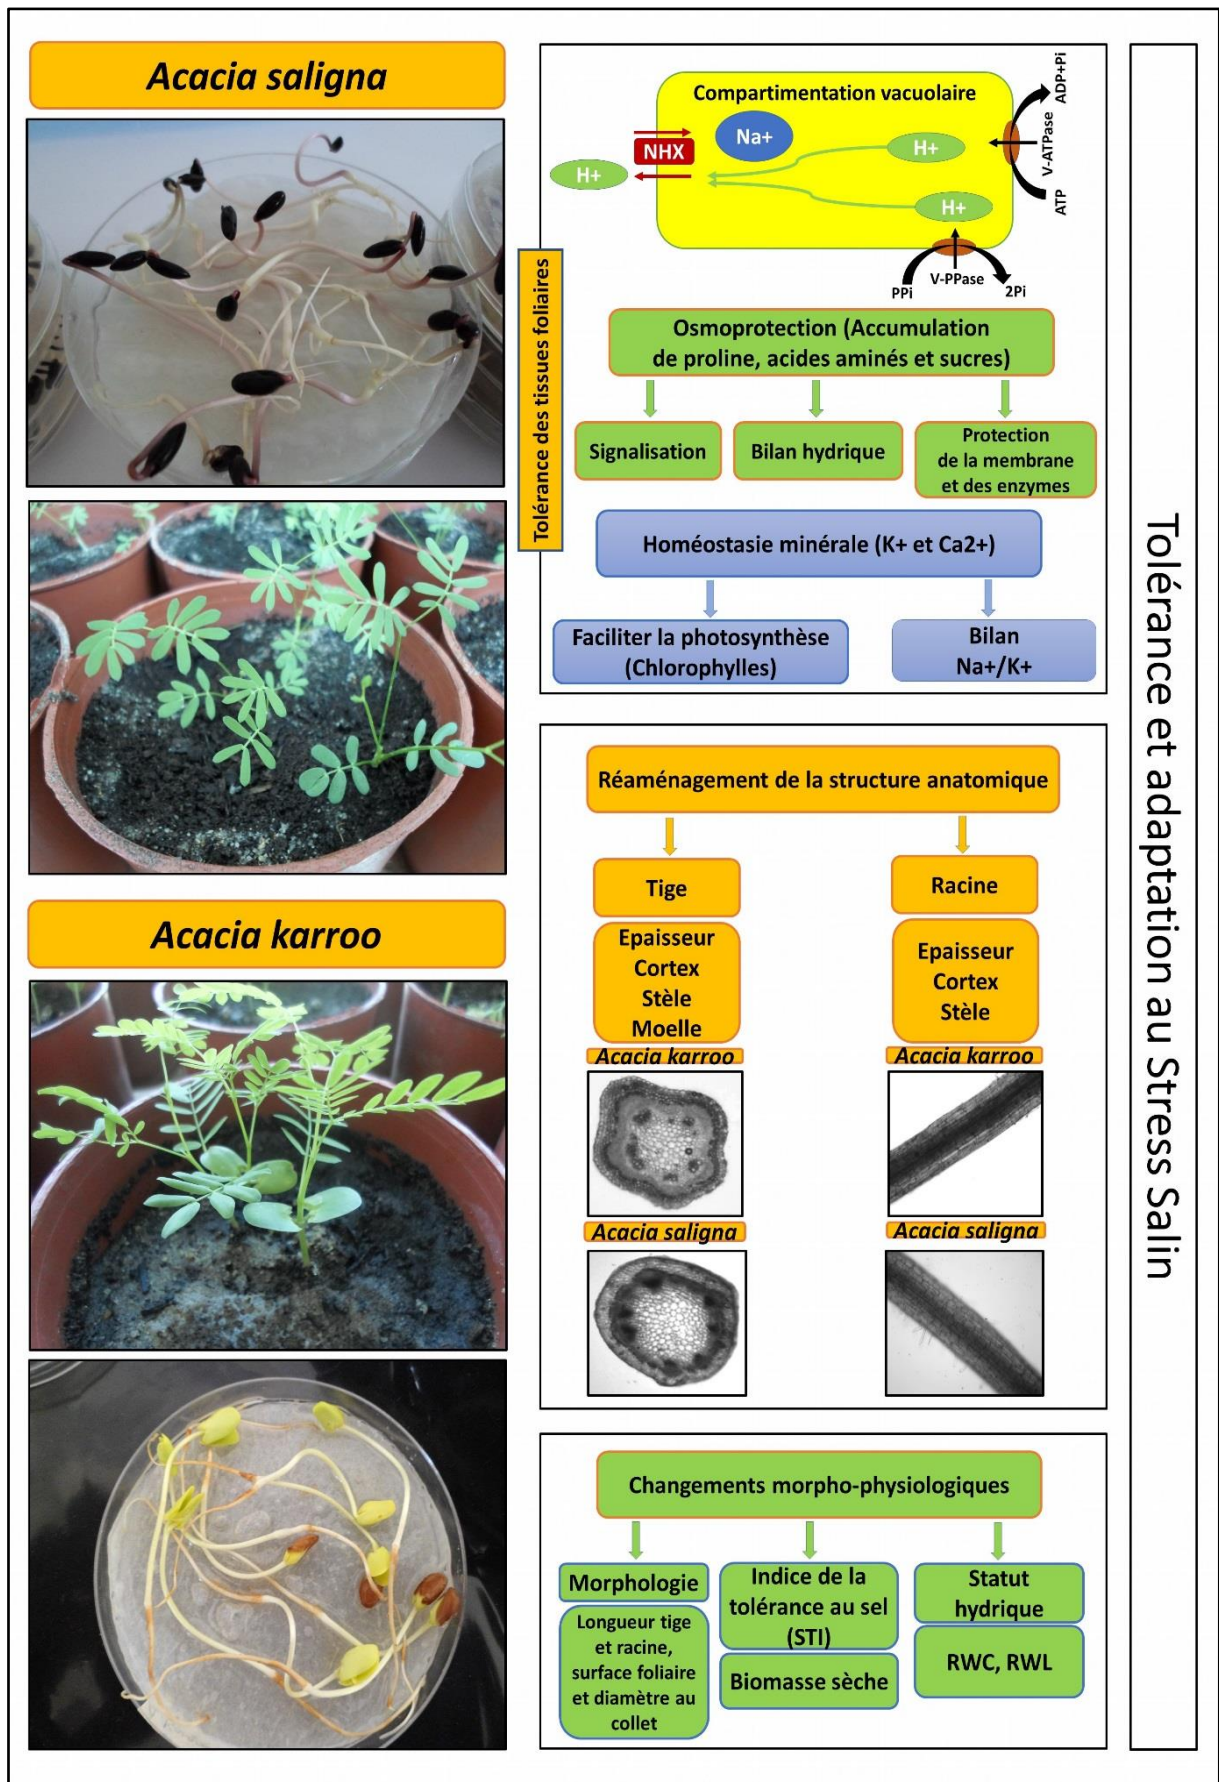 Acacia saligna
Acacia karroo
Tolérance des tissues foliaires
Compartimentation vacuolaire
Na+
NHX
H+
H+
H+
ADP+Pi
V-ATPase
ATP
PPi
V-PPase
2Pi
Osmoprotection (Accumulation
de proline, acides aminés et sucres)
Signalisation
Bilan hydrique
Protection
de la membrane
et des enzymes
Homéostasie minérale (K+ et Ca2+)
Faciliter la photosynthèse
(Chlorophylles)
Bilan
Na+/K+
Réaménagement de la structure anatomique
Tige
Epaisseur
Cortex
Stèle
Moelle
Acacia karroo
Acacia saligna
Racine
Epaisseur
Cortex
Stèle
Acacia karroo
Acacia saligna
Changements morpho-physiologiques
Morphologie
Longueur tige
et racine,
surface foliaire
et diamètre au
collet
Indice de la
tolérance au sel
(STI)
Biomasse sèche
Statut
hydrique
RWC, RWL
Tolérance et adaptation au Stress Salin